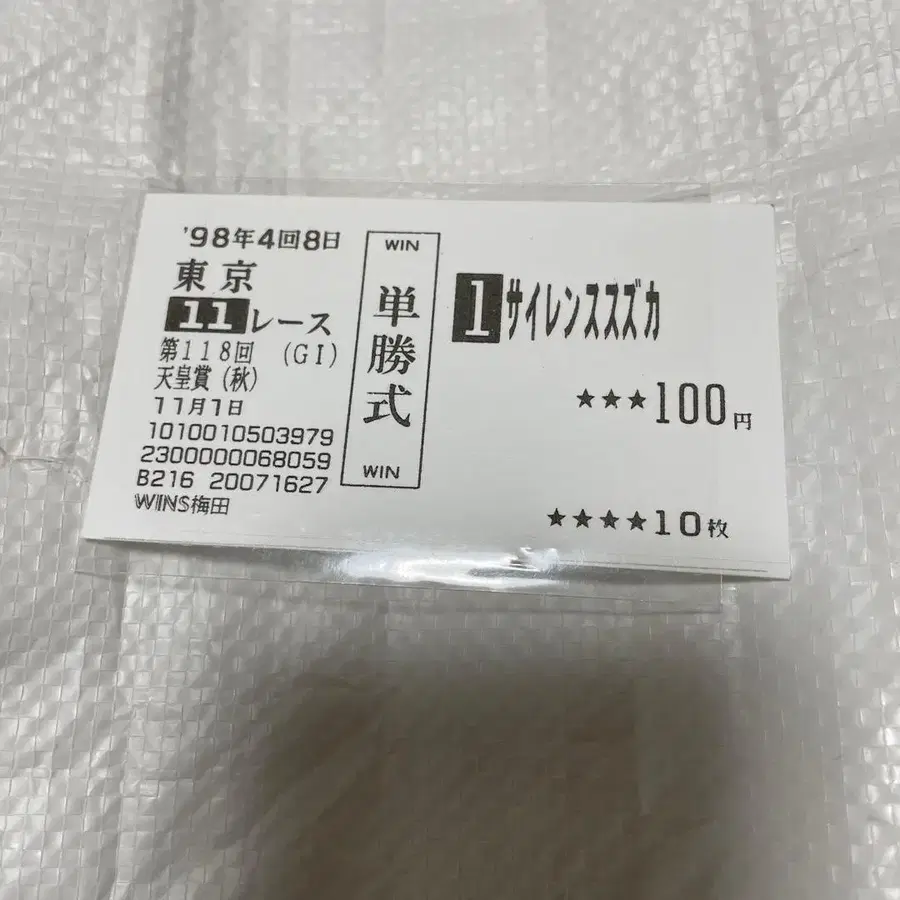 '98年4回8日
東京
11レース
第118回 (GI)
天皇賞(秋)
11月1日
1010010503979
2300000068059
B216 20071627
WINS梅田
WIN
単勝式
WIN
1 サイレンススズカ
★★★100円
★★★★10枚